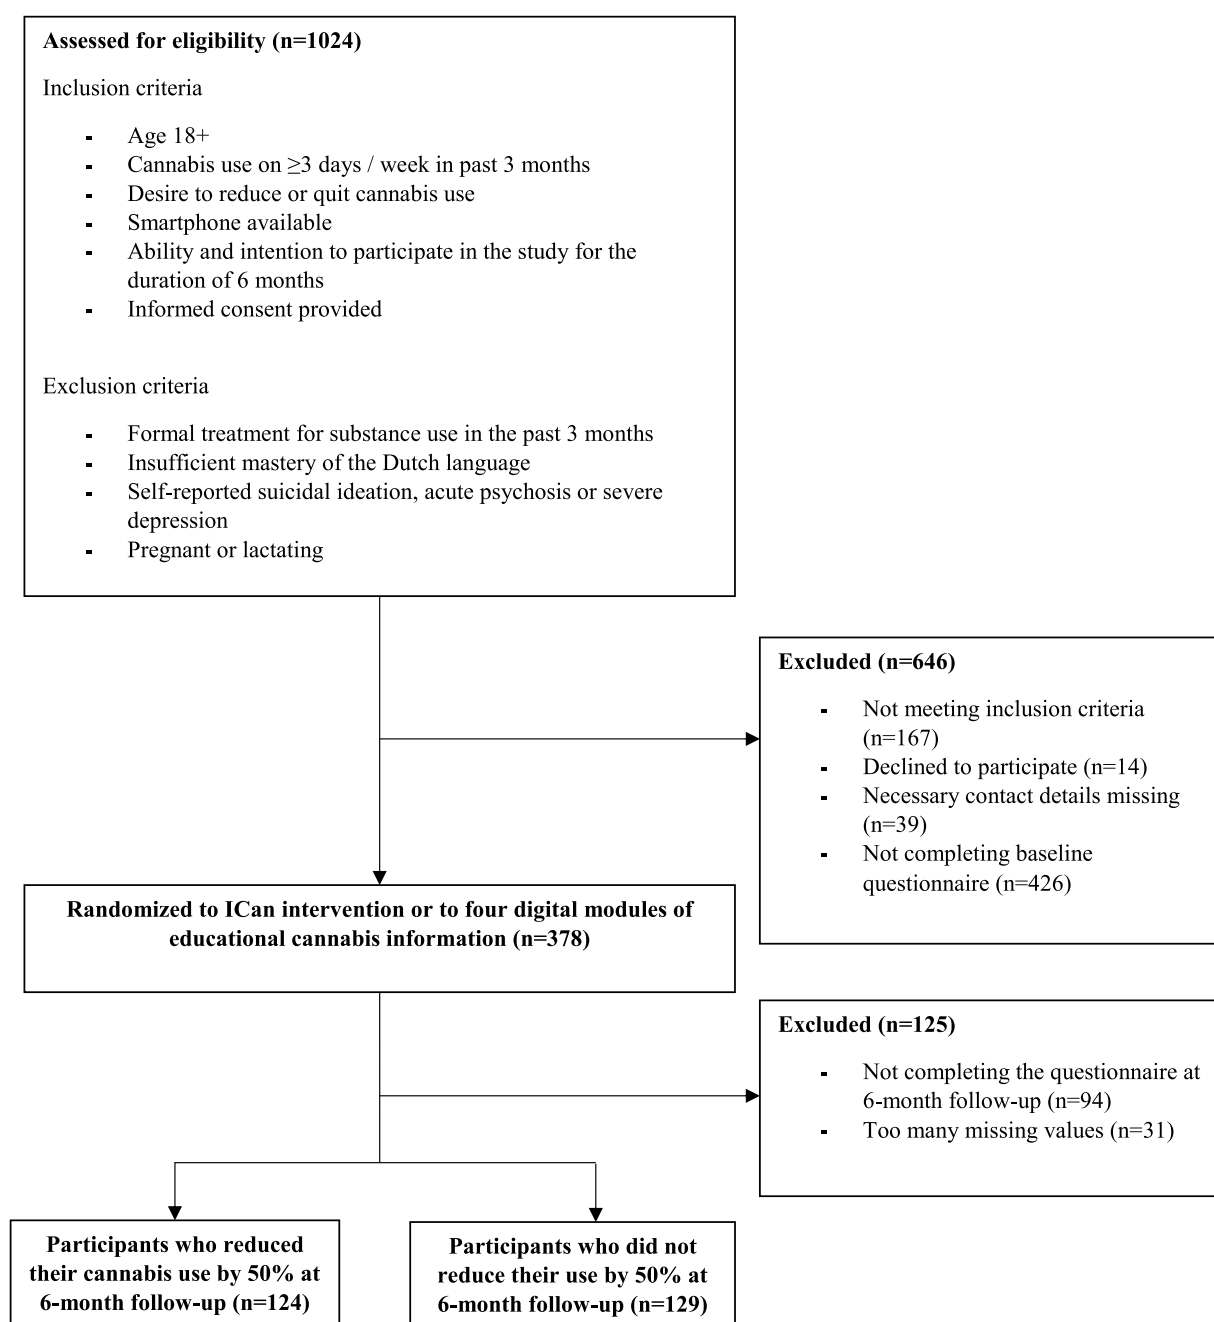 Assessed for eligibility (n=1024)
Inclusion criteria
- Age 18+
- Cannabis use on ≥3 days / week in past 3 months
- Desire to reduce or quit cannabis use
- Smartphone available
- Ability and intention to participate in the study for the
duration of 6 months
- Informed consent provided
Exclusion criteria
- Formal treatment for substance use in the past 3 months
- Insufficient mastery of the Dutch language
- Self-reported suicidal ideation, acute psychosis or severe
depression
- Pregnant or lactating
Excluded (n=646)
- Not meeting inclusion criteria
(n=167)
- Declined to participate (n=14)
- Necessary contact details missing
(n=39)
- Not completing baseline
questionnaire (n=426)
Randomized to ICan intervention or to four digital modules of
educational cannabis information (n=378)
Excluded (n=125)
- Not completing the questionnaire at
6-month follow-up (n=94)
- Too many missing values (n=31)
Participants who reduced
their cannabis use by 50% at
6-month follow-up (n=124)
Participants who did not
reduce their use by 50% at
6-month follow-up (n=129)